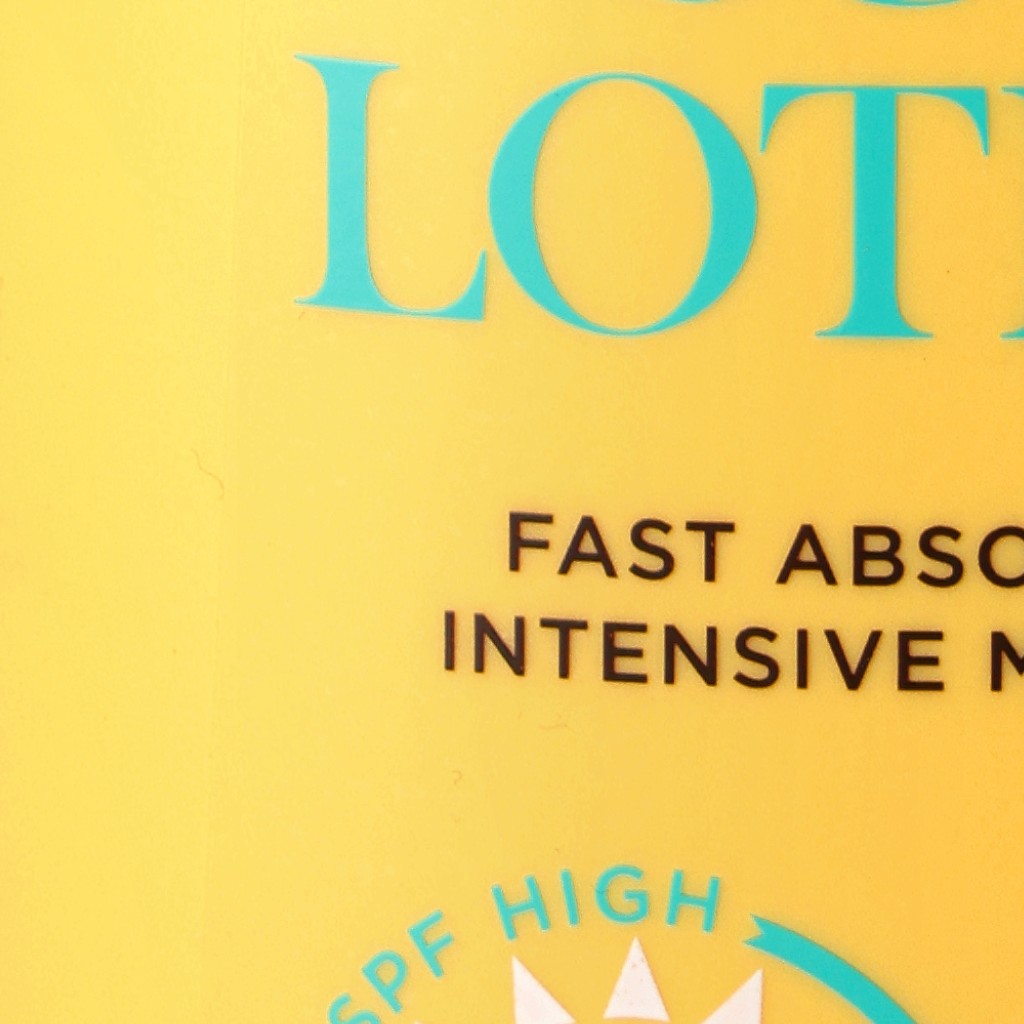 LOT
FAST ABSO
INTENSIVE M
SPF HIGH